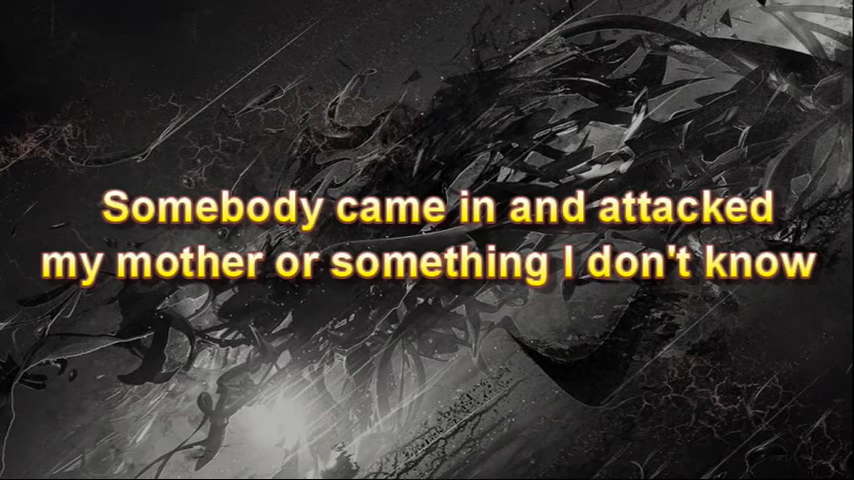 Somebody came in and attacked
my mother or something I don't know